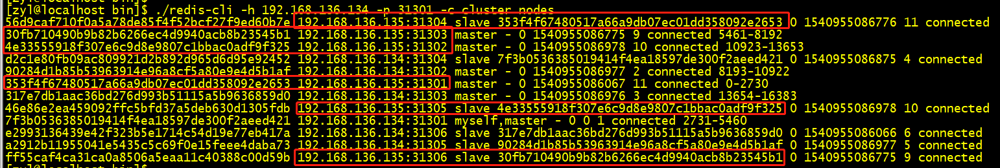 [zyl@localhost bin]$ ./redis-cli -h 192.168.136.134 -p 31301 -c cluster nodes
56d9caf710f0a5a78de85f4f52bcf27f9ed60b7e 192.168.136.135:31304 slave 353f4f67480517a66a9db07ec01dd358092e2653 0 1540955086776 11 connected
30fb710490b9b82b6266ec4d9940acb8b23545b1 192.168.136.135:31303 master - 0 1540955086775 9 connected 5461-8192
4e33555918f307e6c9d8e9807c1bbac0adf9f325 192.168.136.135:31302 master - 0 1540955086978 10 connected 10923-13653
d2c1e80fb09ac809921d2b892d965d6d95e92452 192.168.136.134:31304 slave 7f3b0536385019414f4ea18597de300f2aeed421 0 1540955086875 4 connected
90284d1b85b53963914e96a8cf5a80e9e4d5b1af 192.168.136.134:31302 master - 0 1540955086977 2 connected 8193-10922
353f4f67480517a66a9db07ec01dd358092e2653 192.168.136.135:31301 master - 0 1540955086067 11 connected 0-2730
317e7db1aac36bd276d993b51115a5b9636859d0 192.168.136.134:31303 master - 0 1540955086976 3 connected 13654-16383
46e86e2ea459092ffc5bfd37a5deb630d1305fdb 192.168.136.135:31305 slave 4e33555918f307e6c9d8e9807c1bbac0adf9f325 0 1540955086978 10 connected
7f3b0536385019414f4ea18597de300f2aeed421 192.168.136.134:31301 myself,master - 0 0 1 connected 2731-5460
e2993136439e42f323b5e1714c54d19e77eb417a 192.168.136.134:31306 slave 317e7db1aac36bd276d993b51115a5b9636859d0 0 1540955086066 6 connected
a2912b11955041e5435c5c69f0e15feee4daba73 192.168.136.134:31305 slave 90284d1b85b53963914e96a8cf5a80e9e4d5b1af 0 1540955086977 5 connected
ff55caf4ca31ca0a8506a5eaa11c40388c00d59b 192.168.136.135:31306 slave 30fb710490b9b82b6266ec4d9940acb8b23545b1 0 1540955086775 9 connected
[zyl@localhost bin]$